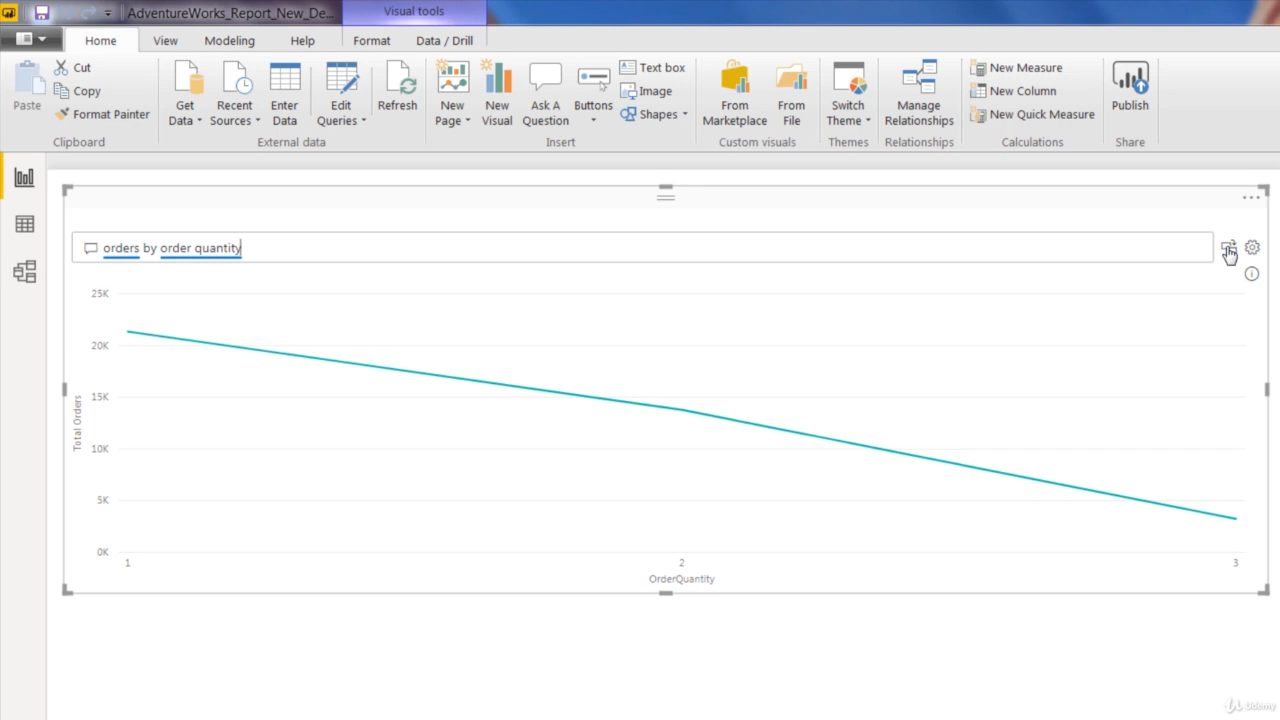 AdventureWorks_Report_New_De...
Visual tools
Home View Modeling Help Format Data / Drill
Paste
Cut
Copy
Format Painter
Get Data
Recent Sources
Enter Data
Edit Queries
Refresh
New Page
New Visual
Ask A Question
Buttons
Text box
Image
Shapes
From Marketplace
From File
Switch Theme
Manage Relationships
New Measure
New Column
New Quick Measure
Publish
Clipboard External data Insert Custom visuals Themes Relationships Calculations Share
orders by order quantity
25K
20K
15K
10K
5K
0K
Total Orders
1 2 3
OrderQuantity
Udemy